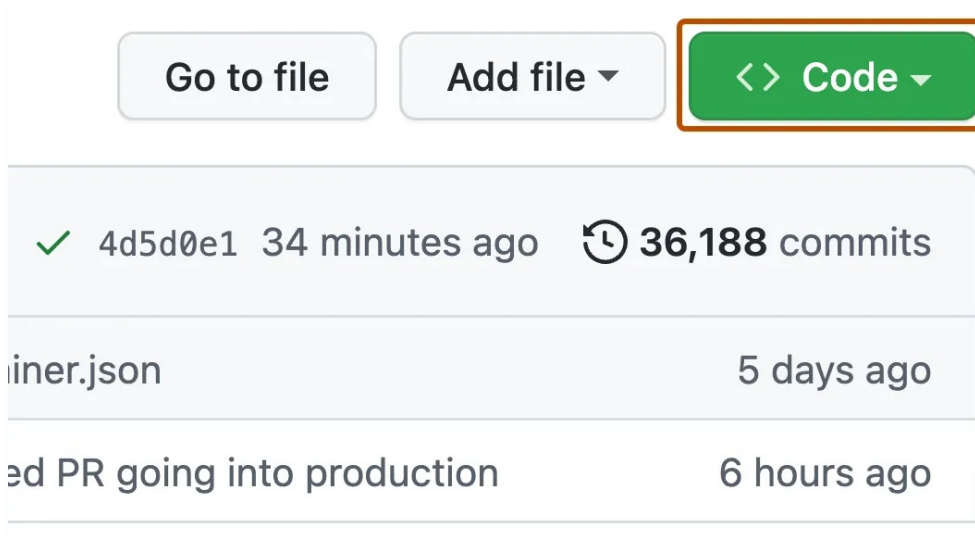 Go to file Add file <> Code
4d5d0e1 34 minutes ago 36,188 commits
iner.json 5 days ago
ed PR going into production 6 hours ago